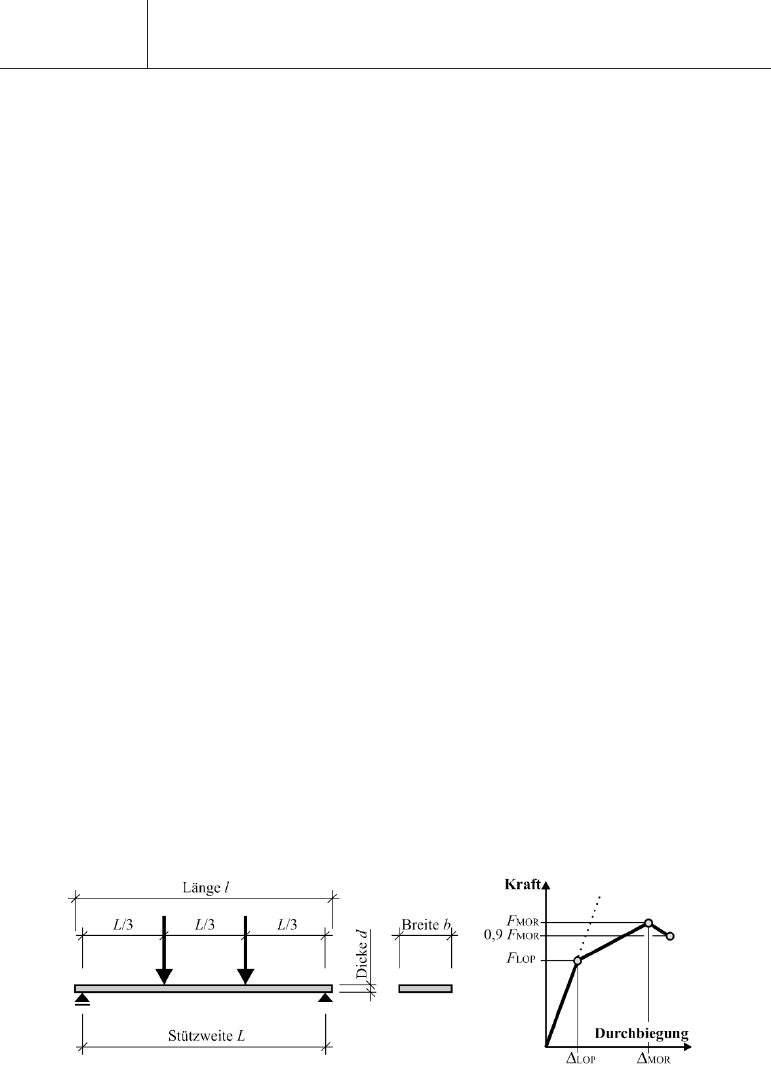 Länge l
L/3 L/3 L/3
Dicke d
Stützweite L
Breite b
Kraft
FMOR
0,9 FMOR
FLOP
Durchbiegung
ΔLOP ΔMOR